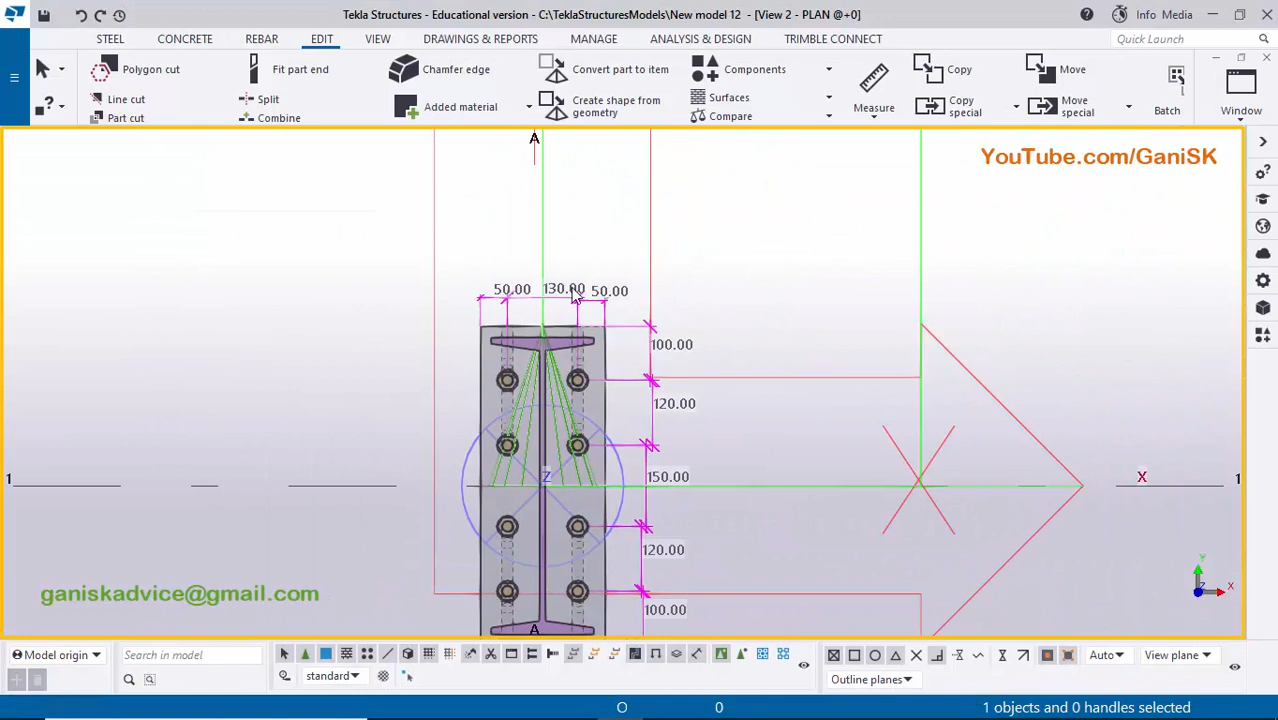 Tekla Structures - Educational version - C:\TeklaStructuresModels\New model 12 - [View 2 - PLAN @+0]
Info Media
STEEL
CONCRETE
REBAR
EDIT
VIEW
DRAWINGS & REPORTS
MANAGE
ANALYSIS & DESIGN
TRIMBLE CONNECT
Quick Launch
Polygon cut
Fit part end
Chamfer edge
Convert part to item
Components
Copy
Move
Line cut
Split
Added material
Create shape from
geometry
Surfaces
Measure
Copy
special
Move
special
Batch
Window
Part cut
Combine
Compare
A
YouTube.com/GaniSK
50.00
130.00
50.00
100.00
120.00
150.00
120.00
100.00
1
Z
X
1
A
Y
Z
X
ganiskadvice@gmail.com
Model origin
Search in model
standard
Auto
View plane
Outline planes
O
0
1 objects and 0 handles selected